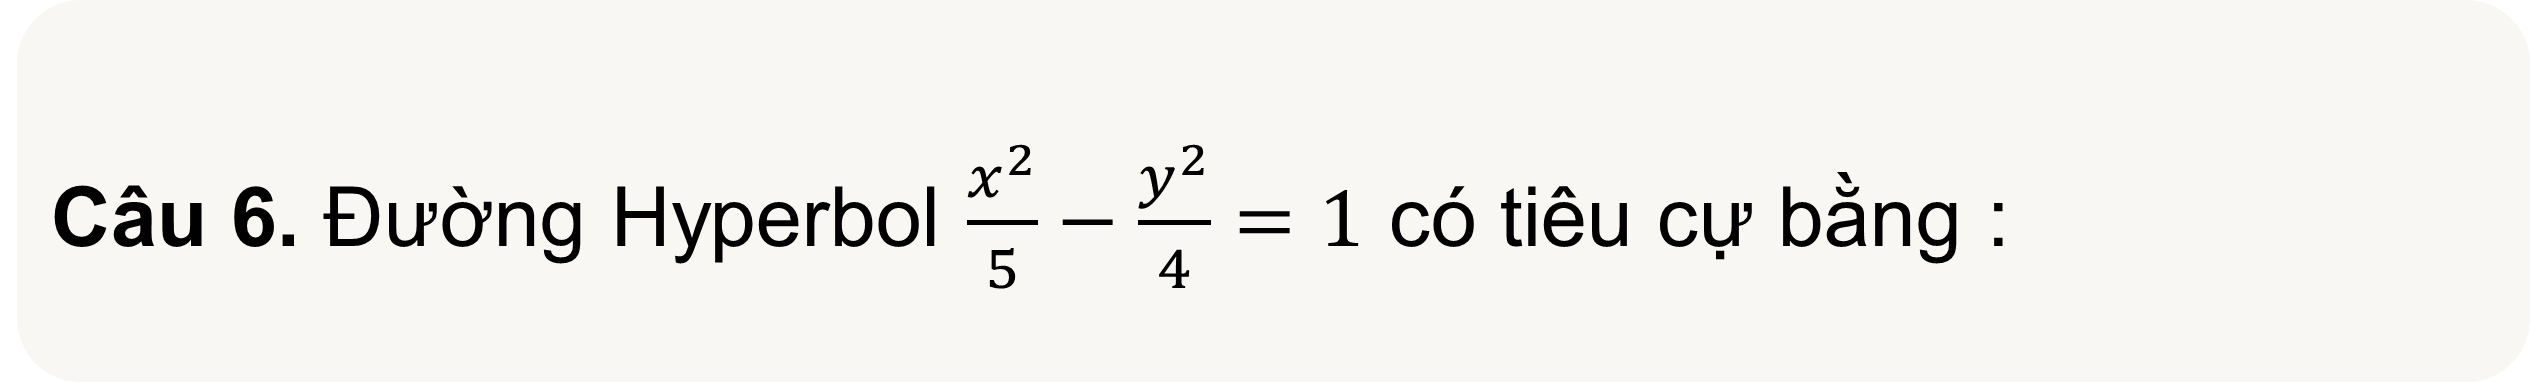 Câu 6. Đường Hyperbol x²/5 − y²/4 = 1 có tiêu cự bằng :